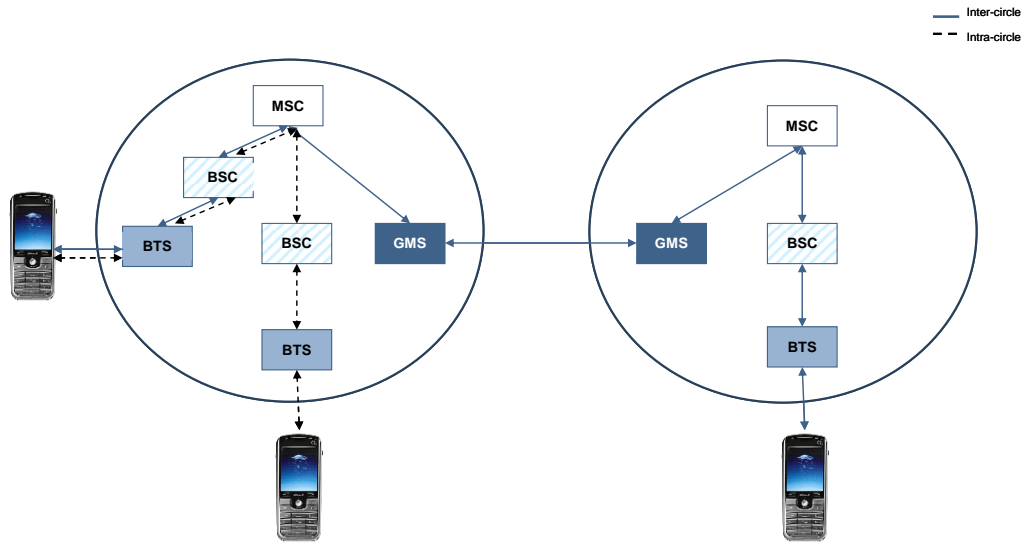 Inter-circle
Intra-circle
MSC
MSC
BSC
BTS
BSC
GMS
GMS
BSC
BTS
BTS